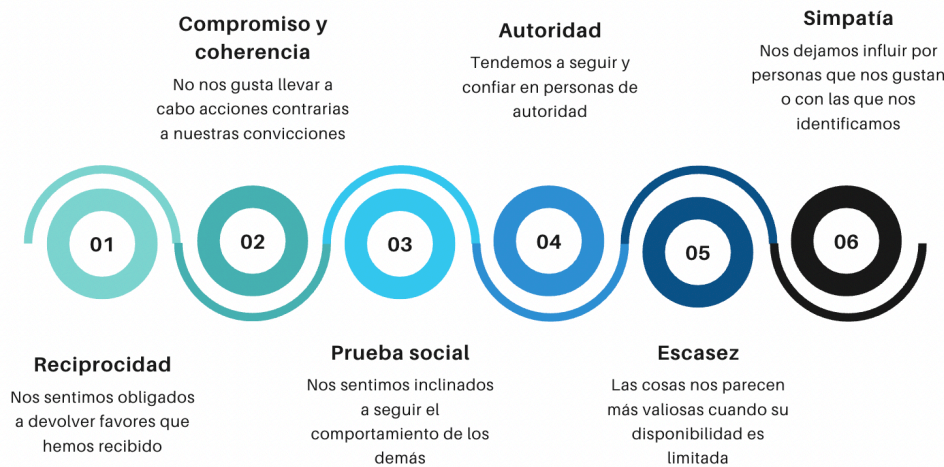 Compromiso y
coherencia
No nos gusta llevar a
cabo acciones contrarias
a nuestras convicciones
Autoridad
Tendemos a seguir y
confiar en personas de
autoridad
Simpatía
Nos dejamos influir por
personas que nos gustan
o con las que nos
identificamos
01
02
03
04
05
06
Reciprocidad
Nos sentimos obligados
a devolver favores que
hemos recibido
Prueba social
Nos sentimos inclinados
a seguir el
comportamiento de los
demás
Escasez
Las cosas nos parecen
más valiosas cuando su
disponibilidad es
limitada